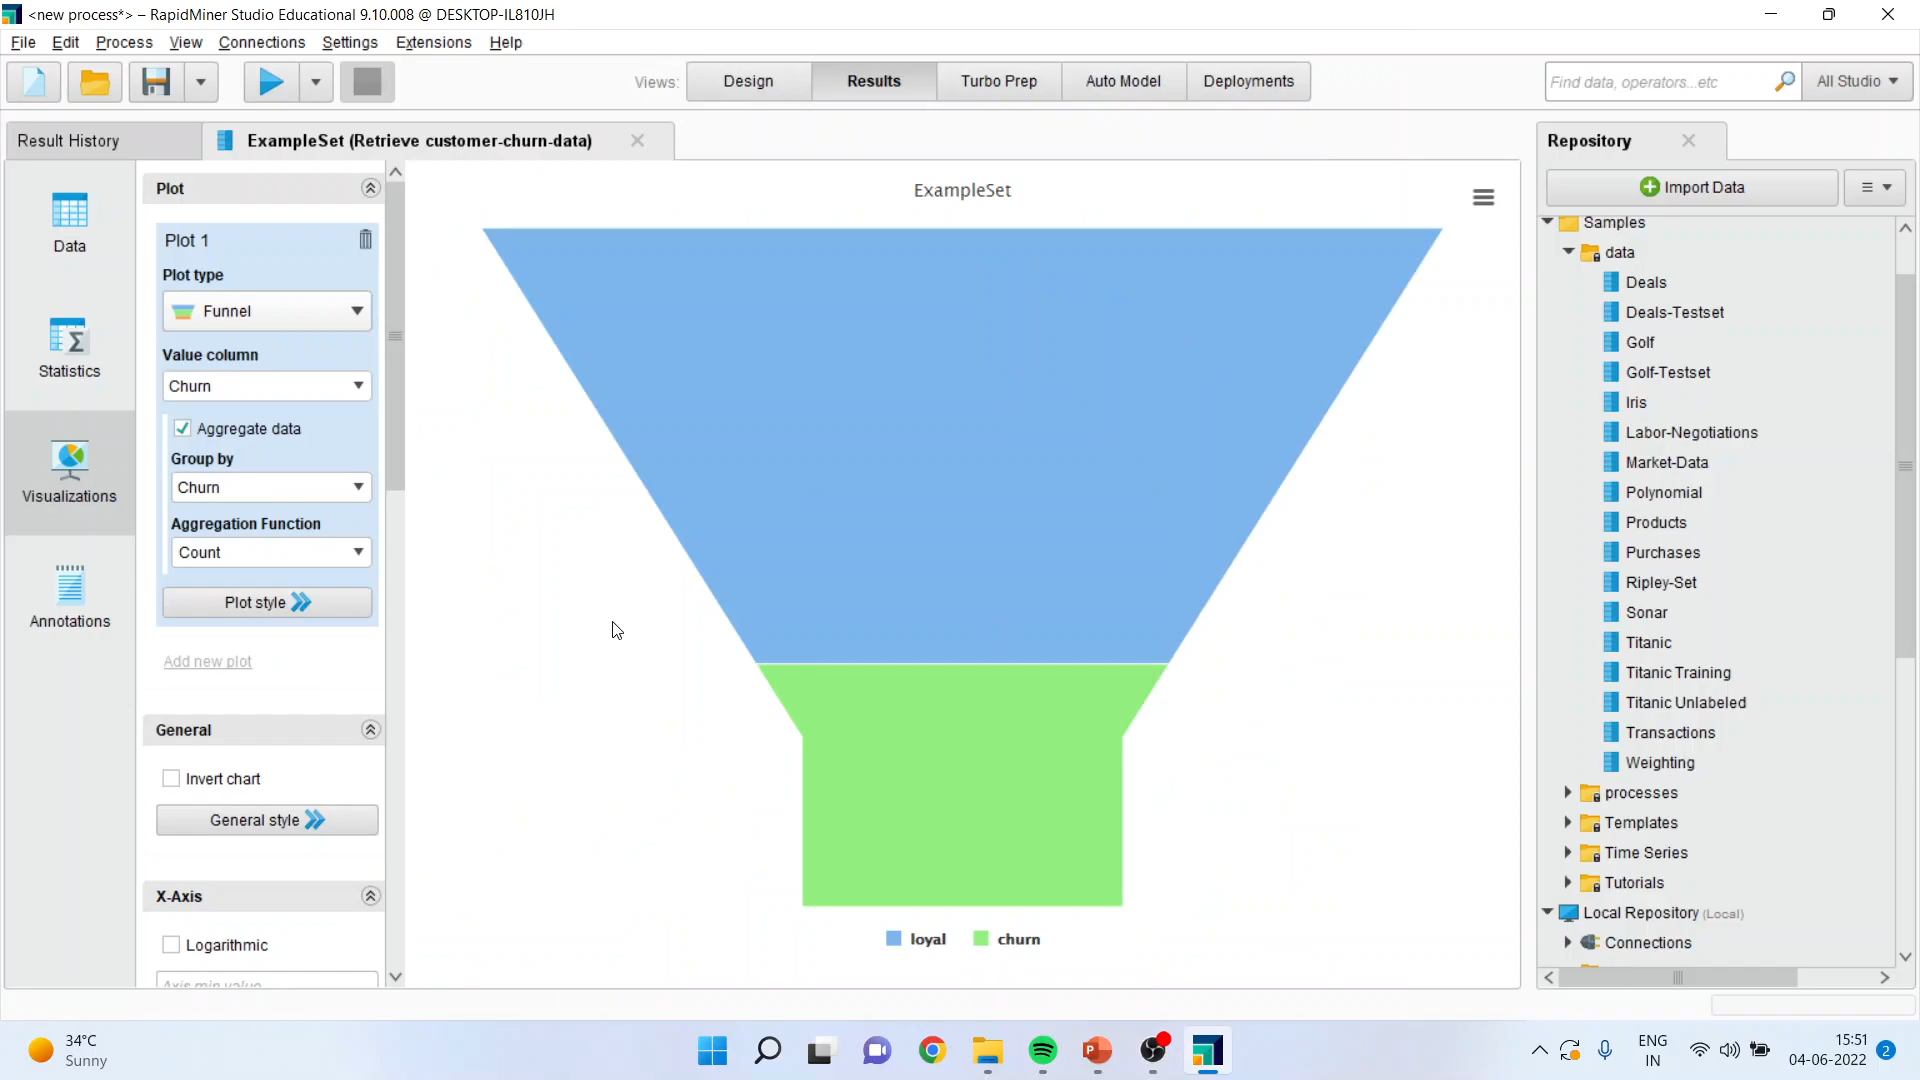 <new process*> – RapidMiner Studio Educational 9.10.008 @ DESKTOP-IL810JH
File Edit Process View Connections Settings Extensions Help
Views: Design Results Turbo Prep Auto Model Deployments
Find data, operators...etc
All Studio
Result History
ExampleSet (Retrieve customer-churn-data)
Data
Statistics
Visualizations
Annotations
Plot
Plot 1
Plot type
Funnel
Value column
Churn
Aggregate data
Group by
Churn
Aggregation Function
Count
Plot style
Add new plot
General
Invert chart
General style
X-Axis
Logarithmic
Axis min value
ExampleSet
loyal churn
Repository
Import Data
Samples
data
Deals
Deals-Testset
Golf
Golf-Testset
Iris
Labor-Negotiations
Market-Data
Polynomial
Products
Purchases
Ripley-Set
Sonar
Titanic
Titanic Training
Titanic Unlabeled
Transactions
Weighting
processes
Templates
Time Series
Tutorials
Local Repository (Local)
Connections
34°C
Sunny
ENG
IN
15:51
04-06-2022
2